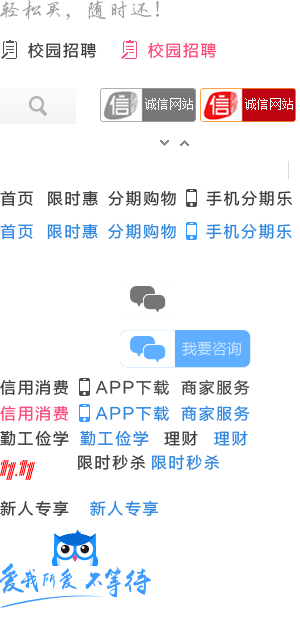 轻松买，随时还！
校园招聘 校园招聘
信 诚信网站 信 诚信网站
首页 限时惠 分期购物 手机分期乐
首页 限时惠 分期购物 手机分期乐
我要咨询
信用消费 APP下载 商家服务
信用消费 APP下载 商家服务
勤工俭学 勤工俭学 理财 理财
11.11 限时秒杀 限时秒杀
新人专享 新人专享
爱我所爱 不等待